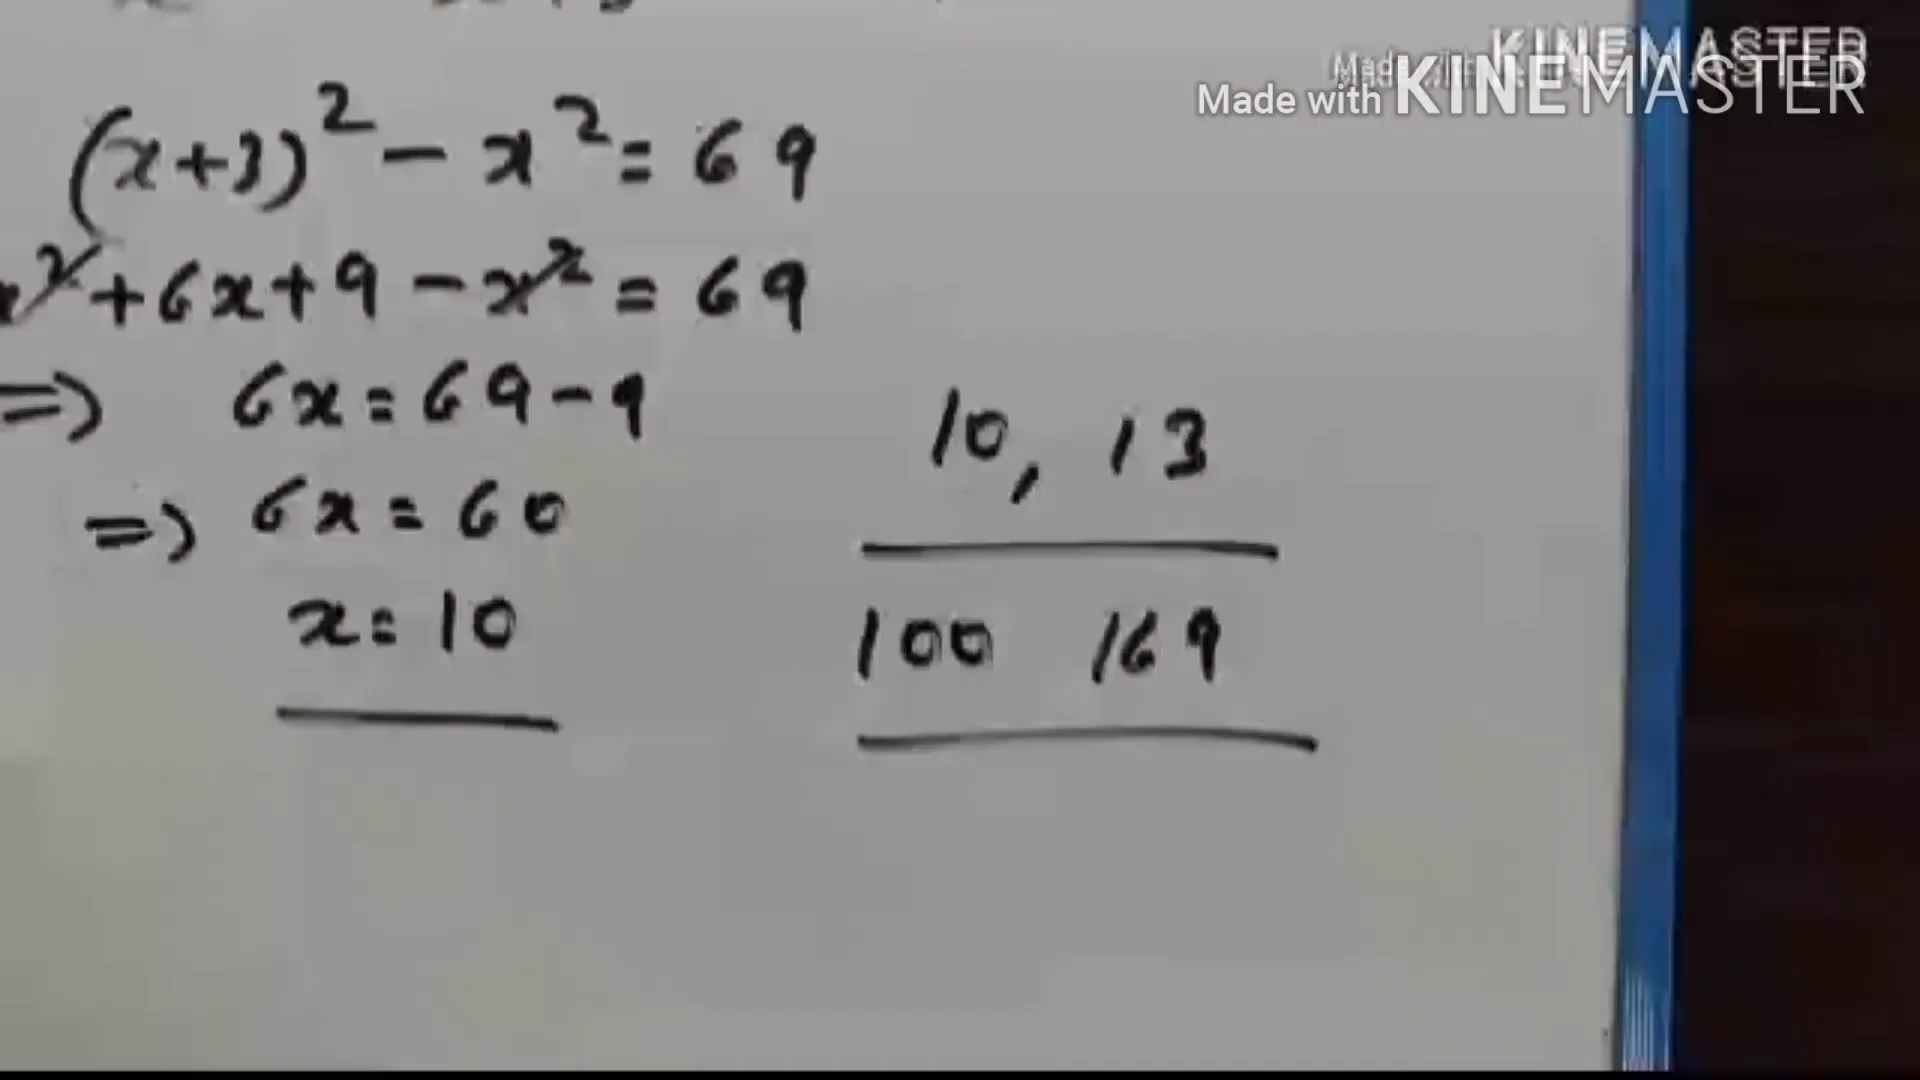 Made with KINEMASTER
(x+3)² - x² = 69
x² + 6x + 9 - x² = 69
=> 6x = 69 - 9
=> 6x = 60
x = 10
10, 13
100 169